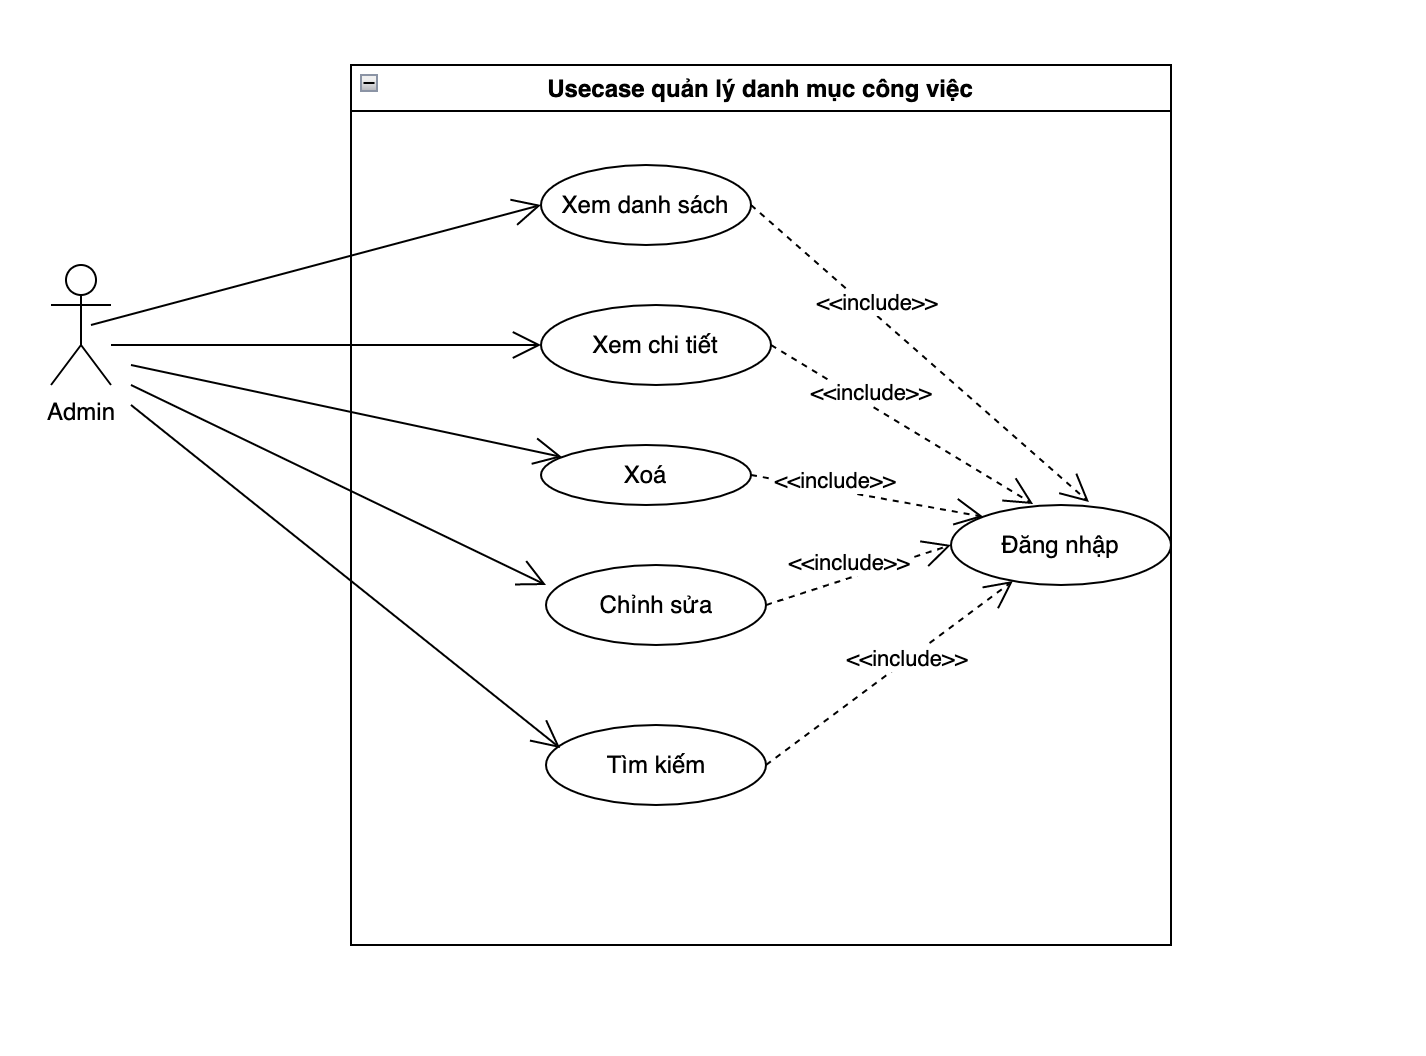 Usecase quản lý danh mục công việc
Xem danh sách
<<include>>
Xem chi tiết
<<include>>
Admin
Xoá
<<include>>
Đăng nhập
<<include>>
Chỉnh sửa
<<include>>
Tìm kiếm